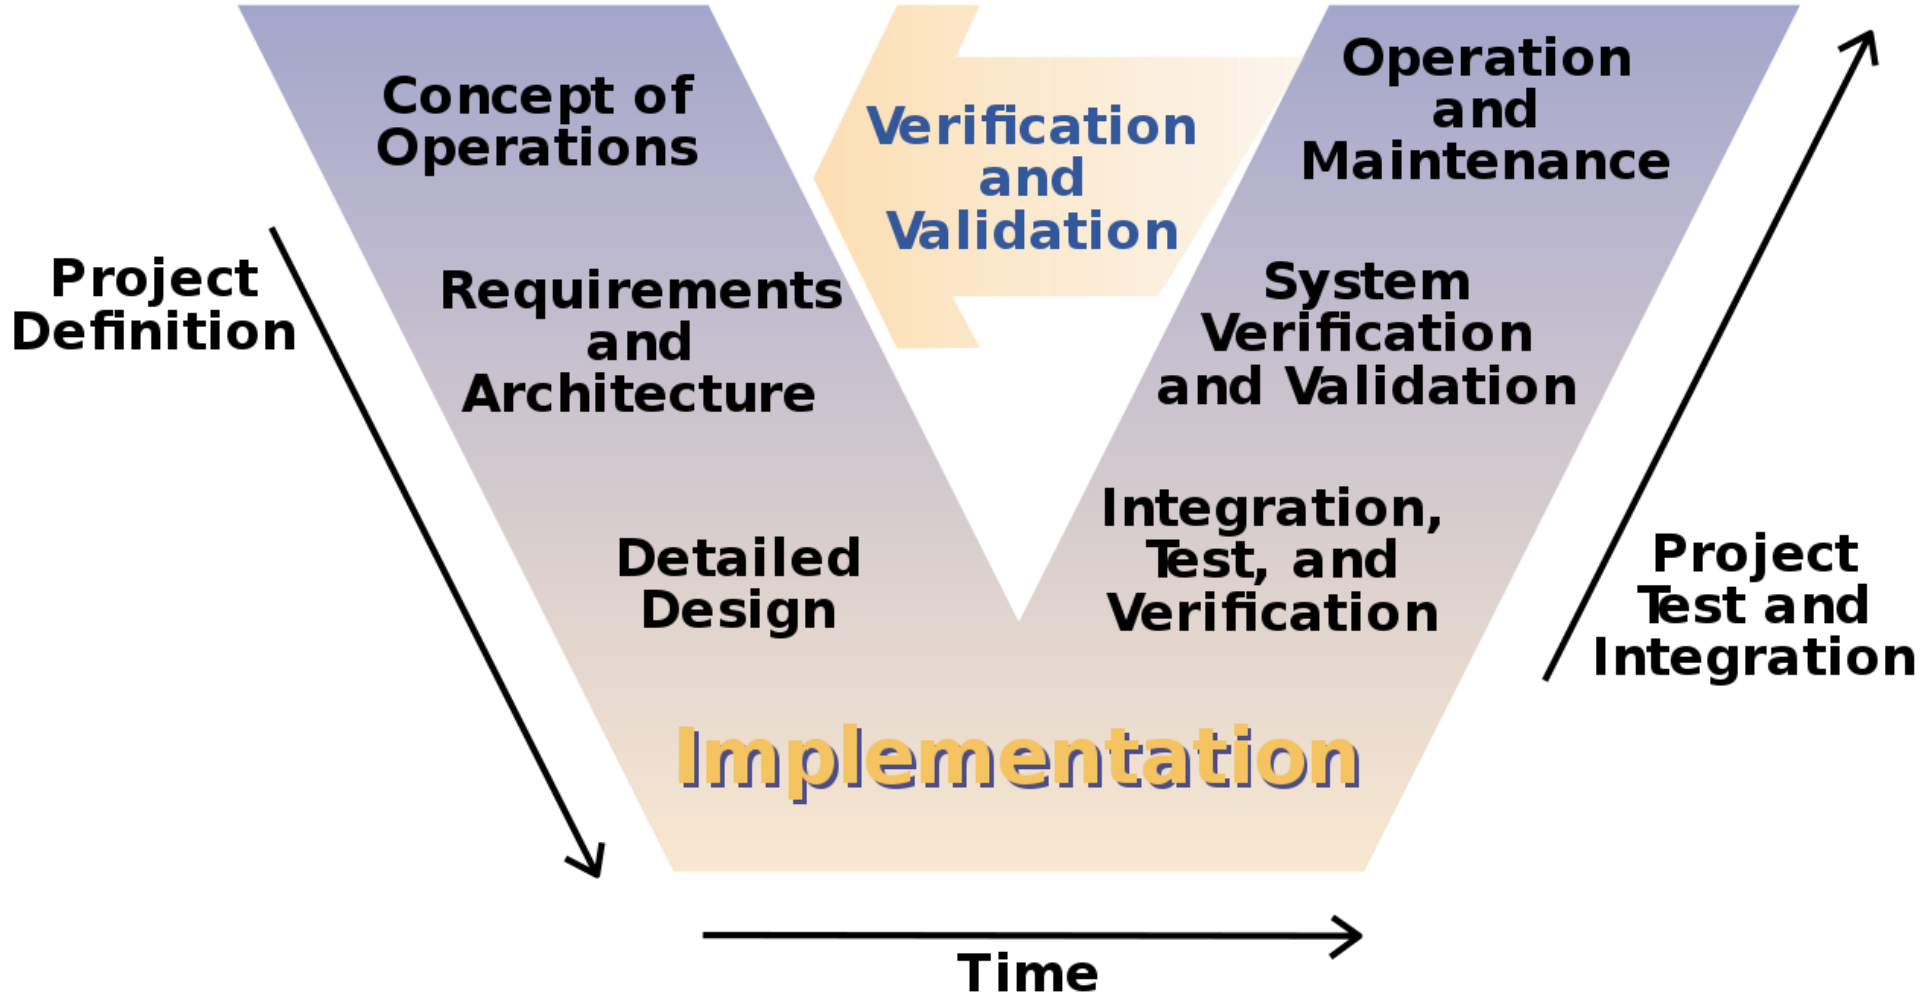 Concept of
Operations
Verification
and
Validation
Operation
and
Maintenance
Project
Definition
Requirements
and
Architecture
System
Verification
and Validation
Detailed
Design
Integration,
Test, and
Verification
Project
Test and
Integration
Implementation
Time